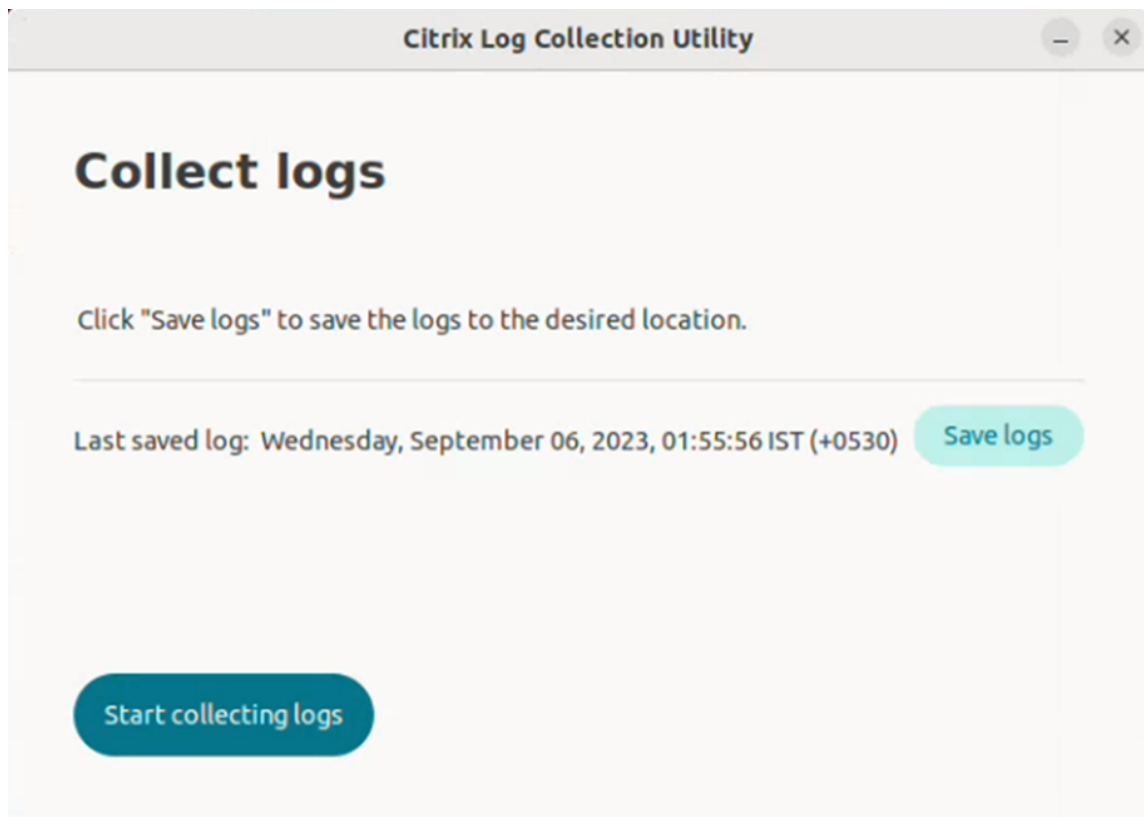 Citrix Log Collection Utility
Collect logs
Click "Save logs" to save the logs to the desired location.
Last saved log: Wednesday, September 06, 2023, 01:55:56 IST (+0530) Save logs
Start collecting logs